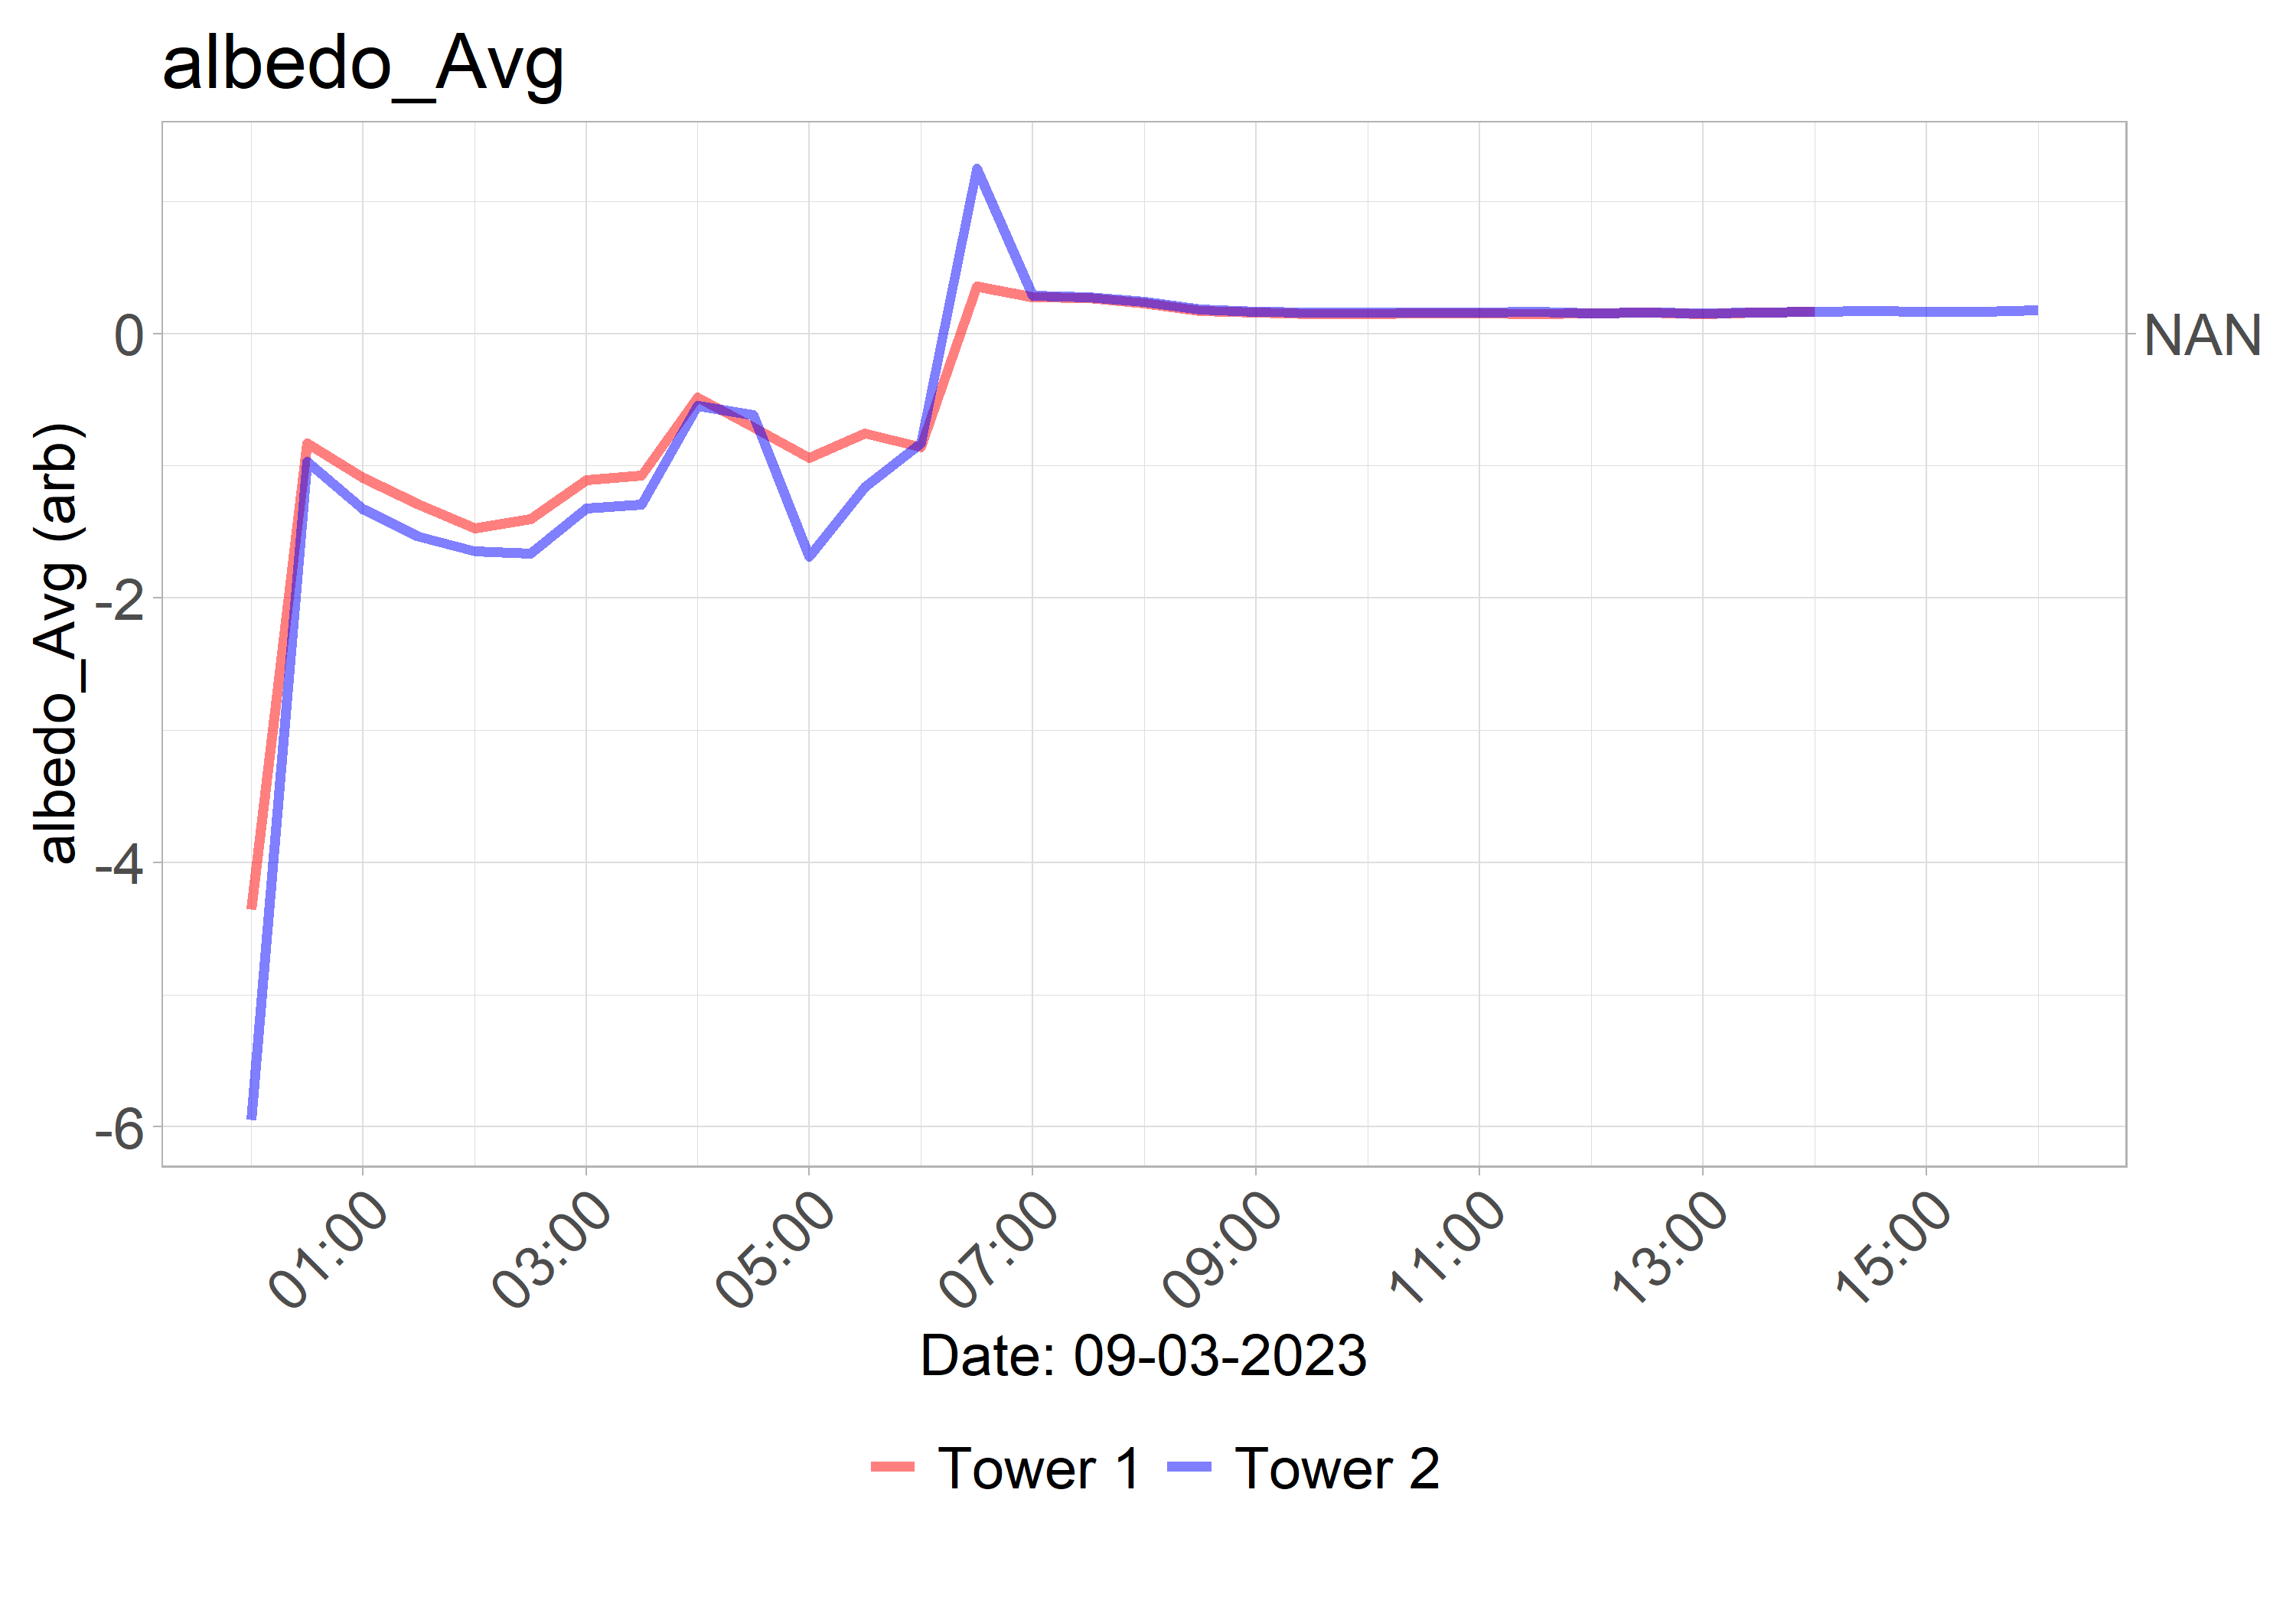 albedo_Avg
albedo_Avg (arb)
0
-2
-4
-6
NAN
01:00
03:00
05:00
07:00
09:00
11:00
13:00
15:00
Date: 09-03-2023
Tower 1
Tower 2